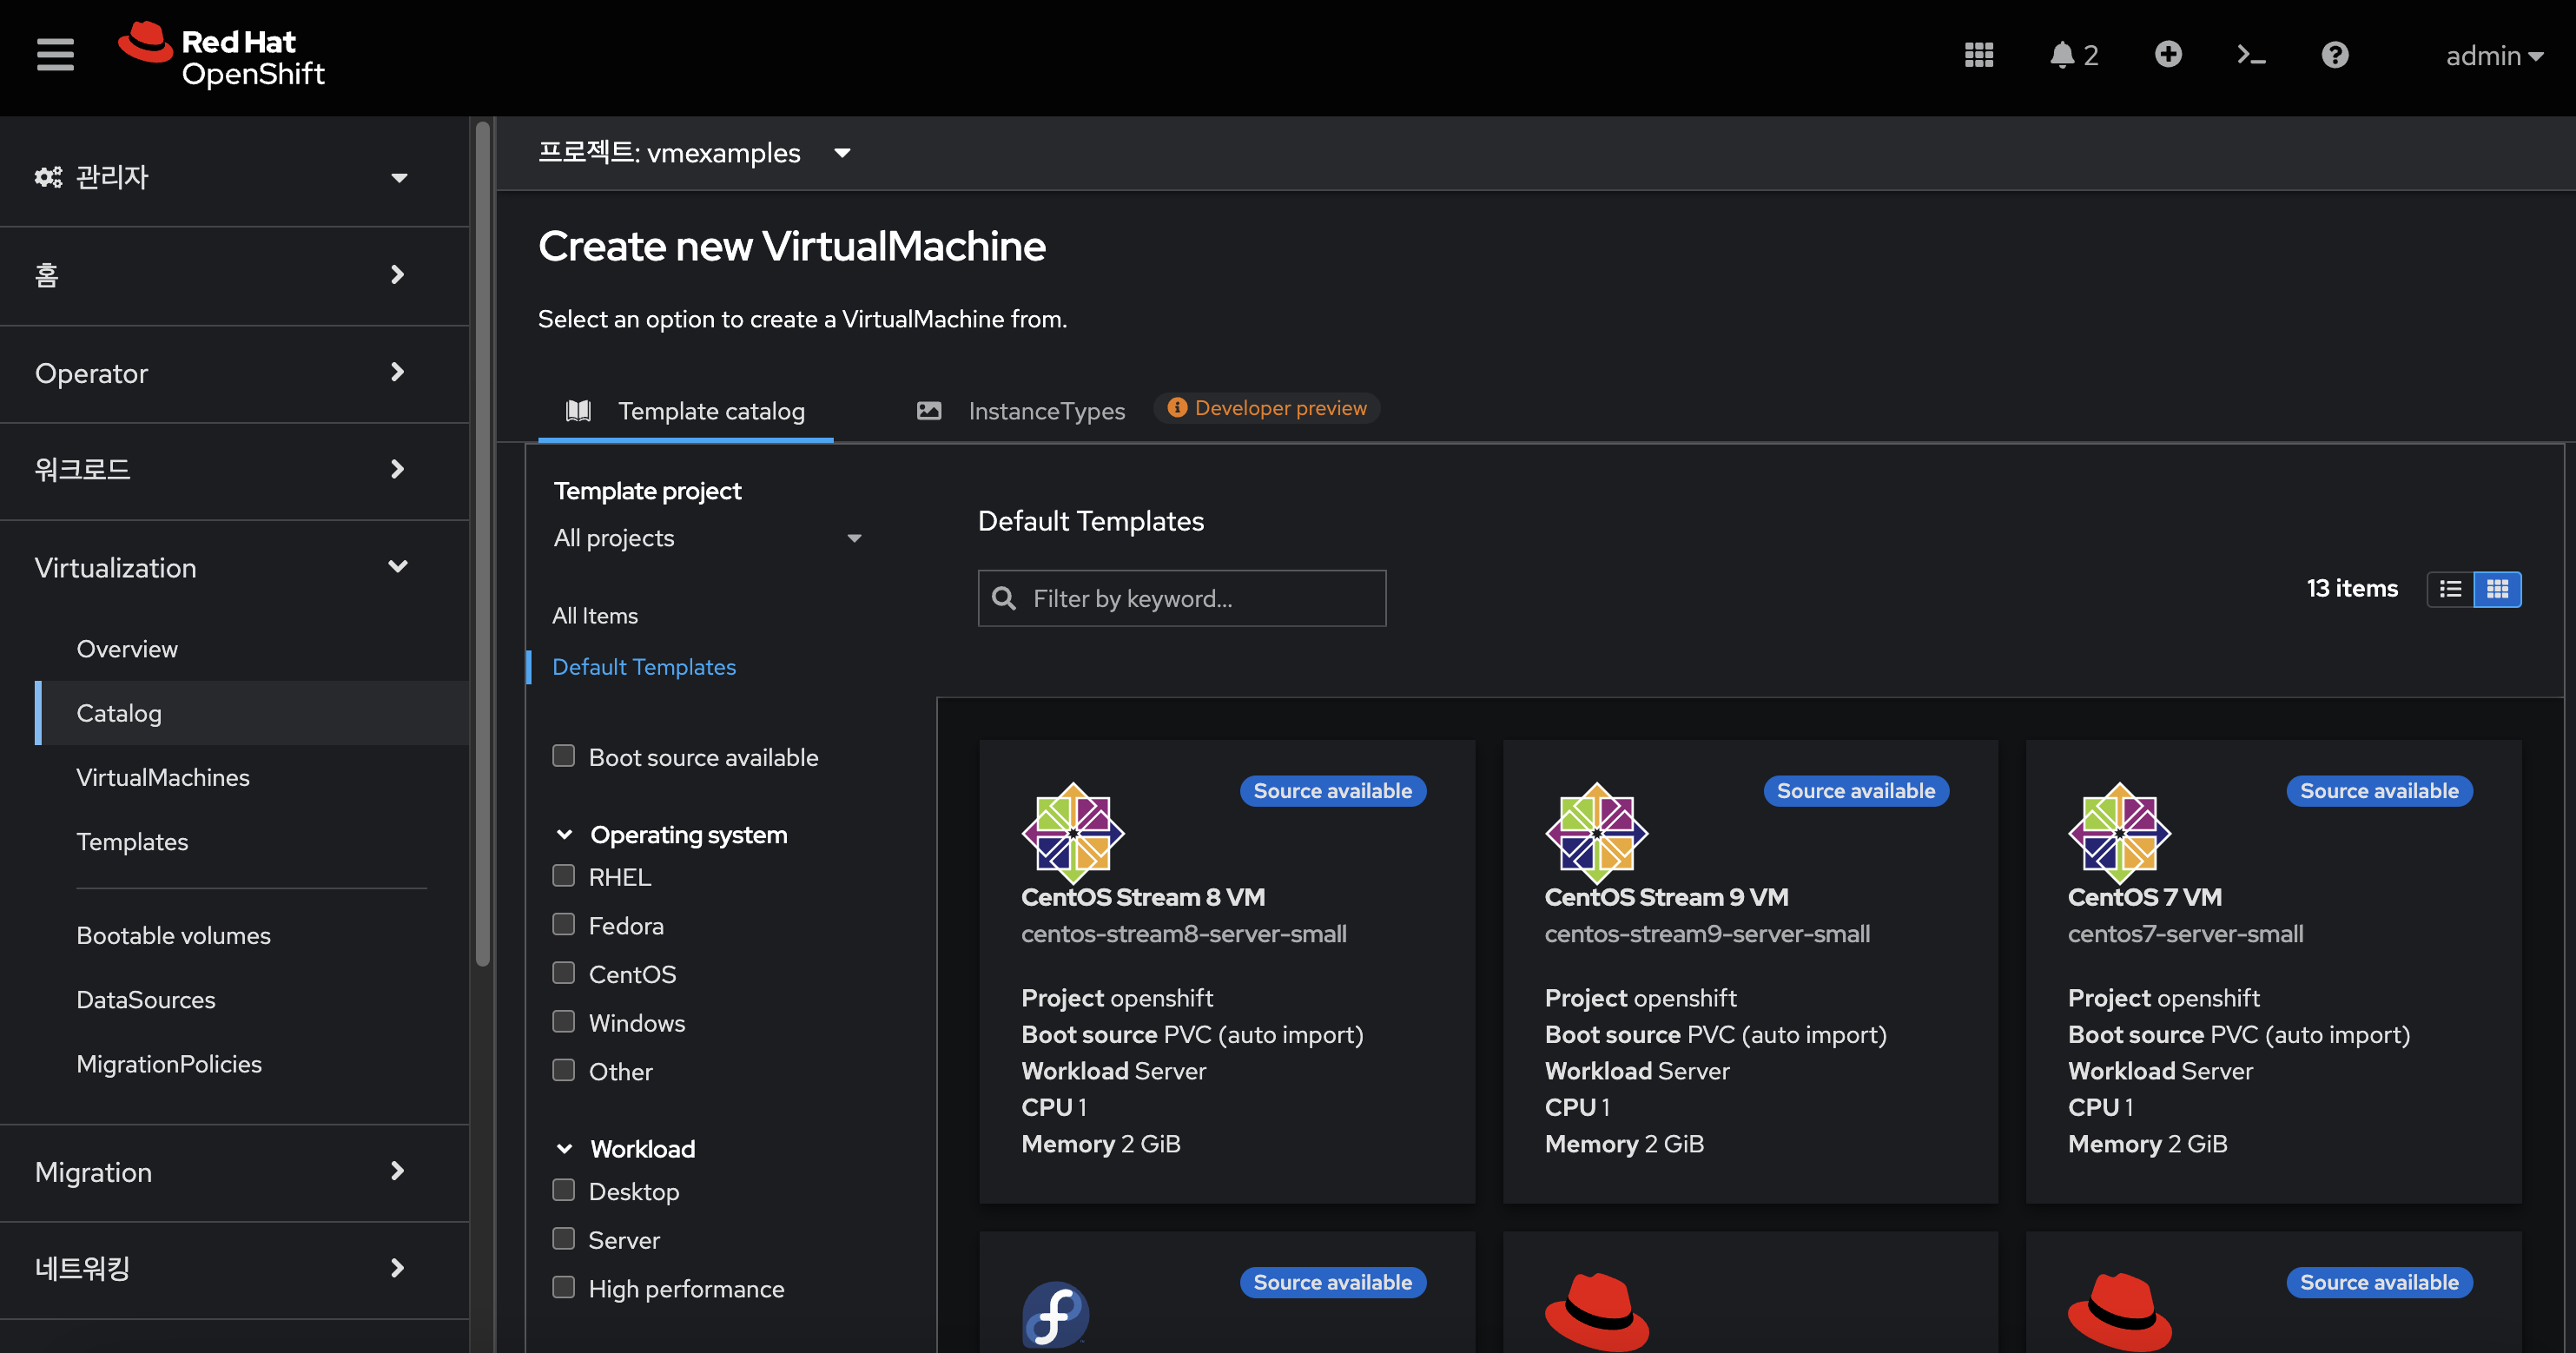 Red Hat
OpenShift
2
admin
관리자
홈
Operator
워크로드
Virtualization
Overview
Catalog
VirtualMachines
Templates
Bootable volumes
DataSources
MigrationPolicies
Migration
네트워킹
프로젝트: vmexamples
Create new VirtualMachine
Select an option to create a VirtualMachine from.
Template catalog
InstanceTypes
Developer preview
Template project
All projects
All Items
Default Templates
Boot source available
Operating system
RHEL
Fedora
CentOS
Windows
Other
Workload
Desktop
Server
High performance
Default Templates
Filter by keyword...
13 items
Source available
CentOS Stream 8 VM
centos-stream8-server-small
Project openshift
Boot source PVC (auto import)
Workload Server
CPU 1
Memory 2 GiB
Source available
CentOS Stream 9 VM
centos-stream9-server-small
Project openshift
Boot source PVC (auto import)
Workload Server
CPU 1
Memory 2 GiB
Source available
CentOS 7 VM
centos7-server-small
Project openshift
Boot source PVC (auto import)
Workload Server
CPU 1
Memory 2 GiB
Source available
Source available